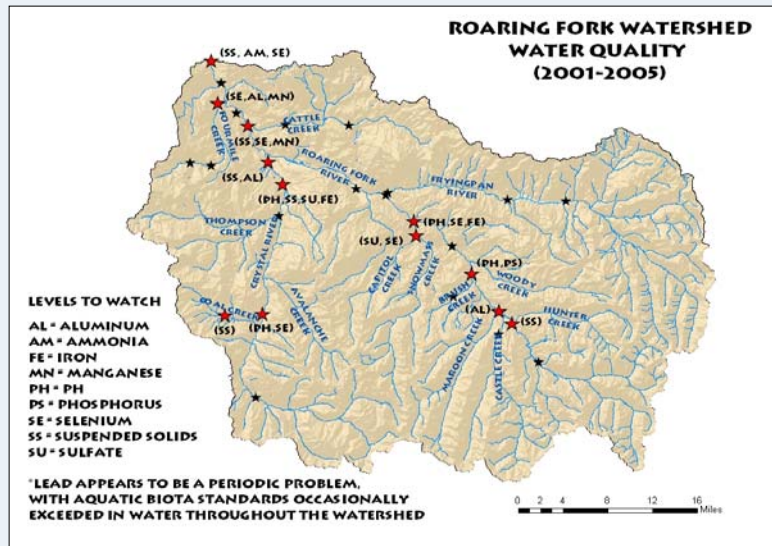 ROARING FORK WATERSHED
WATER QUALITY
(2001-2005)
(SS, AM, SE)
(SE,AL,MN)
FOURMILE
CREEK
CATTLE
CREEK
(SS,SE,MN)
ROARING FORK
RIVER
(SS,AL)
(PH,SS,SU,FE)
FRYINGPAN
RIVER
THOMPSON
CREEK
CRYSTAL RIVER
(PH,SE,FE)
(SU, SE)
CAPITOL
CREEK
SNOWMASS
CREEK
(PH,PS)
WOODY
CREEK
BRUSH
CREEK
(AL)
HUNTER
CREEK
(SS)
MAROON CREEK
CASTLE CREEK
COAL CREEK
(SS)
(PH,SE)
AVALANCHE
CREEK
LEVELS TO WATCH
AL = ALUMINUM
AM = AMMONIA
FE = IRON
MN = MANGANESE
PH = PH
PS = PHOSPHORUS
SE = SELENIUM
SS = SUSPENDED SOLIDS
SU = SULFATE
*LEAD APPEARS TO BE A PERIODIC PROBLEM,
WITH AQUATIC BIOTA STANDARDS OCCASIONALLY
EXCEEDED IN WATER THROUGHOUT THE WATERSHED
0 2 4 8 12 16
Miles